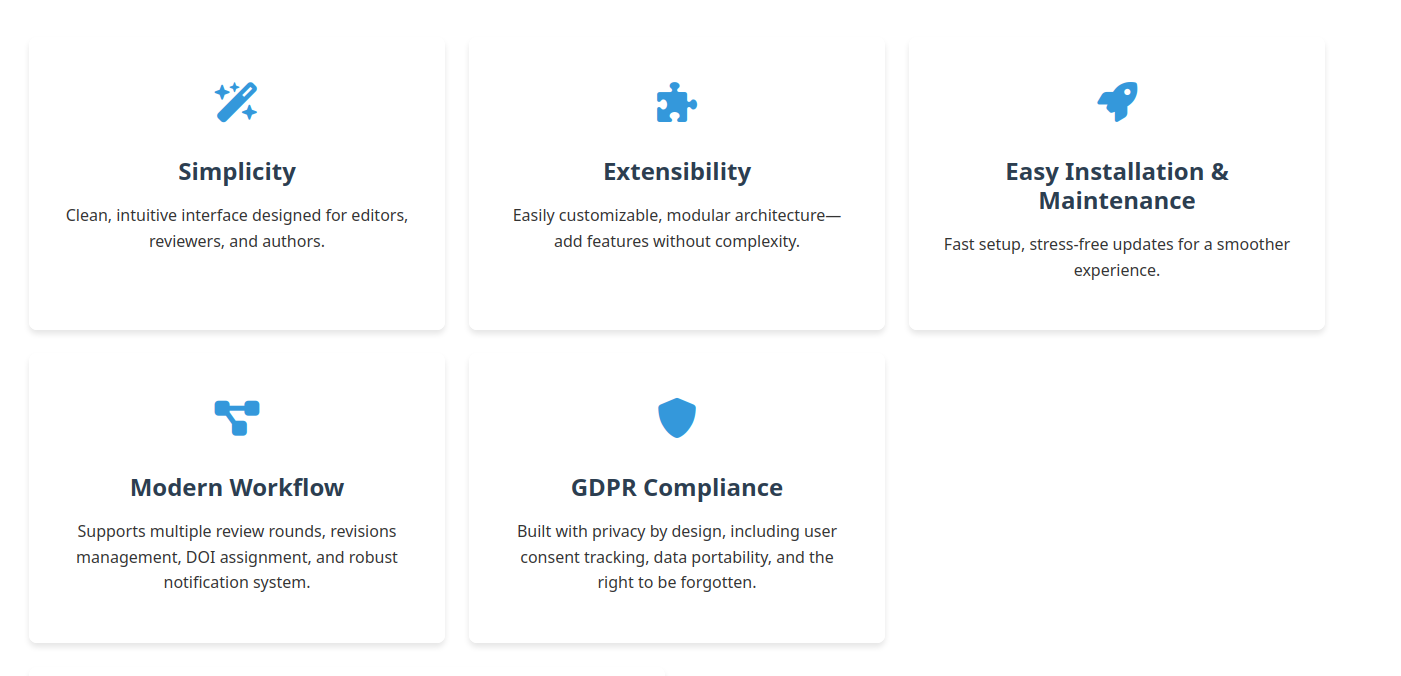 Simplicity
Clean, intuitive interface designed for editors,
reviewers, and authors.
Extensibility
Easily customizable, modular architecture—
add features without complexity.
Easy Installation &
Maintenance
Fast setup, stress-free updates for a smoother
experience.
Modern Workflow
Supports multiple review rounds, revisions
management, DOI assignment, and robust
notification system.
GDPR Compliance
Built with privacy by design, including user
consent tracking, data portability, and the
right to be forgotten.